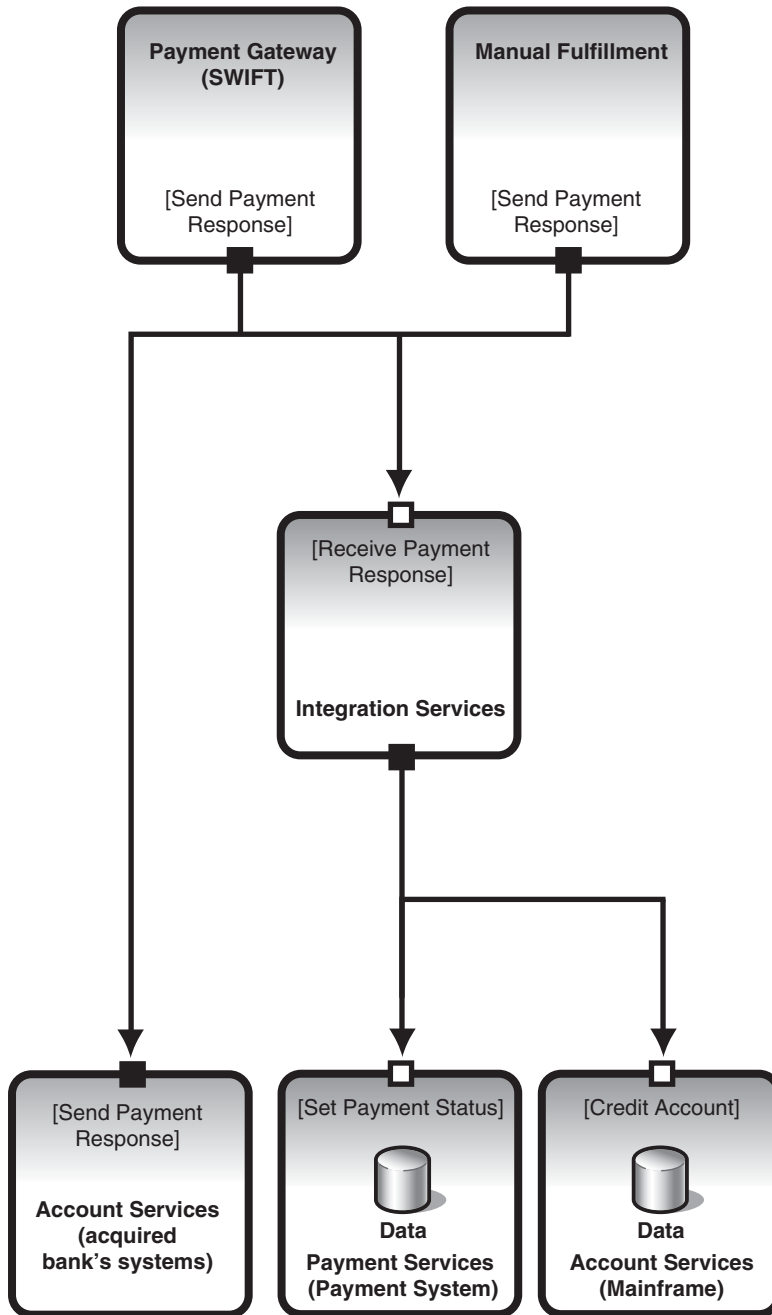 Payment Gateway
(SWIFT)
[Send Payment
Response]
Manual Fulfillment
[Send Payment
Response]
[Receive Payment
Response]
Integration Services
[Send Payment
Response]
Account Services
(acquired
bank's systems)
[Set Payment Status]
Data
Payment Services
(Payment System)
[Credit Account]
Data
Account Services
(Mainframe)